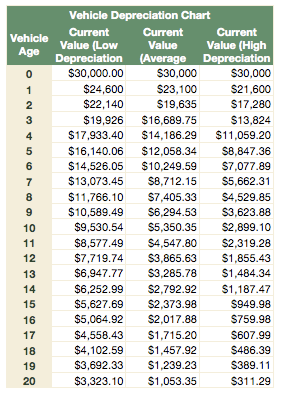 Vehicle Depreciation Chart
Vehicle Age Current Value (Low Depreciation Current Value (Average Current Value (High Depreciation
0 $30,000.00 $30,000 $30,000
1 $24,600 $23,100 $21,600
2 $22,140 $19,635 $17,280
3 $19,926 $16,689.75 $13,824
4 $17,933.40 $14,186.29 $11,059.20
5 $16,140.06 $12,058.34 $8,847.36
6 $14,526.05 $10,249.59 $7,077.89
7 $13,073.45 $8,712.15 $5,662.31
8 $11,766.10 $7,405.33 $4,529.85
9 $10,589.49 $6,294.53 $3,623.88
10 $9,530.54 $5,350.35 $2,899.10
11 $8,577.49 $4,547.80 $2,319.28
12 $7,719.74 $3,865.63 $1,855.43
13 $6,947.77 $3,285.78 $1,484.34
14 $6,252.99 $2,792.92 $1,187.47
15 $5,627.69 $2,373.98 $949.98
16 $5,064.92 $2,017.88 $759.98
17 $4,558.43 $1,715.20 $607.99
18 $4,102.59 $1,457.92 $486.39
19 $3,692.33 $1,239.23 $389.11
20 $3,323.10 $1,053.35 $311.29